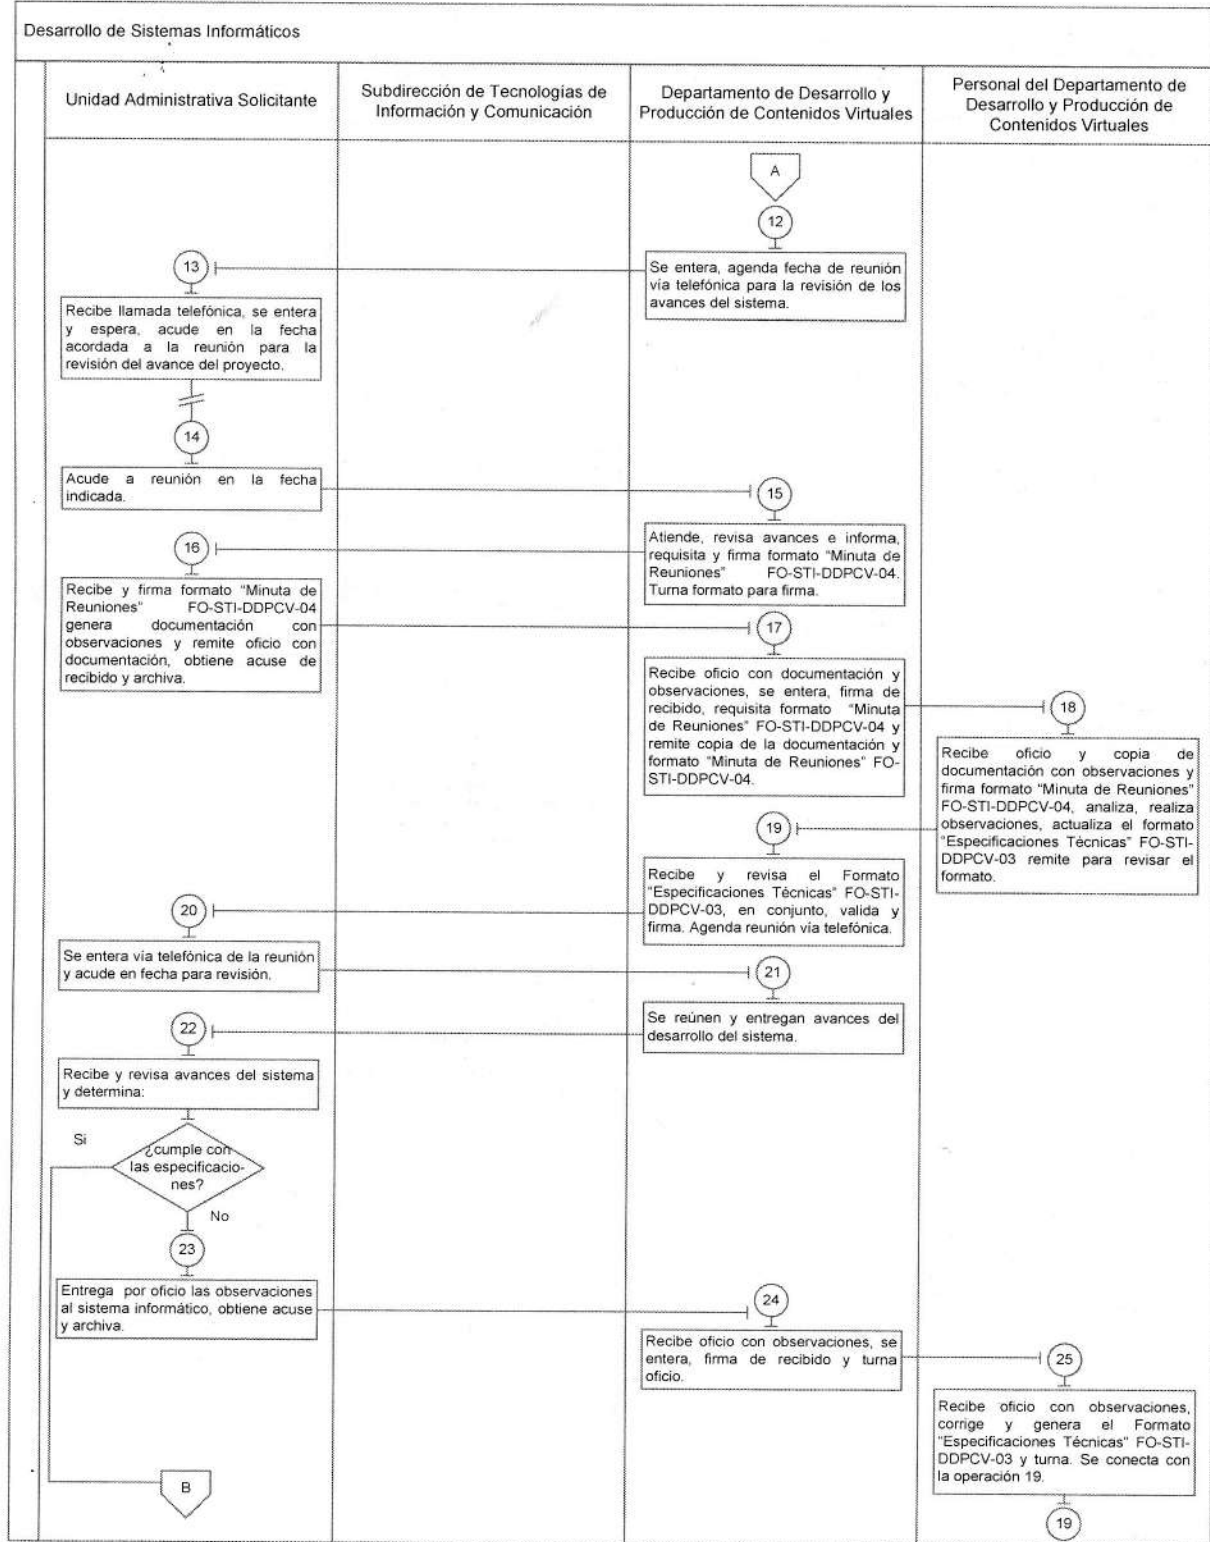 Desarrollo de Sistemas Informáticos
Unidad Administrativa Solicitante
Subdirección de Tecnologías de
Información y Comunicación
Departamento de Desarrollo y
Producción de Contenidos Virtuales
Personal del Departamento de
Desarrollo y Producción de
Contenidos Virtuales
A
12
Se entera, agenda fecha de reunión
vía telefónica para la revisión de los
avances del sistema.
13
Recibe llamada telefónica, se entera
y espera, acude en la fecha
acordada a la reunión para la
revisión del avance del proyecto.
14
Acude a reunión en la fecha
indicada.
15
Atiende, revisa avances e informa,
requisita y firma formato “Minuta de
Reuniones” FO-STI-DDPCV-04.
Turna formato para firma.
16
Recibe y firma formato “Minuta de
Reuniones” FO-STI-DDPCV-04
genera documentación con
observaciones y remite oficio con
documentación, obtiene acuse de
recibido y archiva.
17
Recibe oficio con documentación y
observaciones, se entera, firma de
recibido, requisita formato “Minuta
de Reuniones” FO-STI-DDPCV-04 y
remite copia de la documentación y
formato “Minuta de Reuniones” FO-
STI-DDPCV-04.
18
Recibe oficio y copia de
documentación con observaciones y
firma formato “Minuta de Reuniones”
FO-STI-DDPCV-04, analiza, realiza
observaciones, actualiza el formato
“Especificaciones Técnicas” FO-STI-
DDPCV-03 remite para revisar el
formato.
19
Recibe y revisa el Formato
“Especificaciones Técnicas” FO-STI-
DDPCV-03, en conjunto, valida y
firma. Agenda reunión vía telefónica.
20
Se entera vía telefónica de la reunión
y acude en fecha para revisión.
21
Se reúnen y entregan avances del
desarrollo del sistema.
22
Recibe y revisa avances del sistema
y determina:
Si
¿cumple con
las especificacio-
nes?
No
23
Entrega por oficio las observaciones
al sistema informático, obtiene acuse
y archiva.
24
Recibe oficio con observaciones, se
entera, firma de recibido y turna
oficio.
25
Recibe oficio con observaciones,
corrige y genera el Formato
“Especificaciones Técnicas” FO-STI-
DDPCV-03 y turna. Se conecta con
la operación 19.
B
19